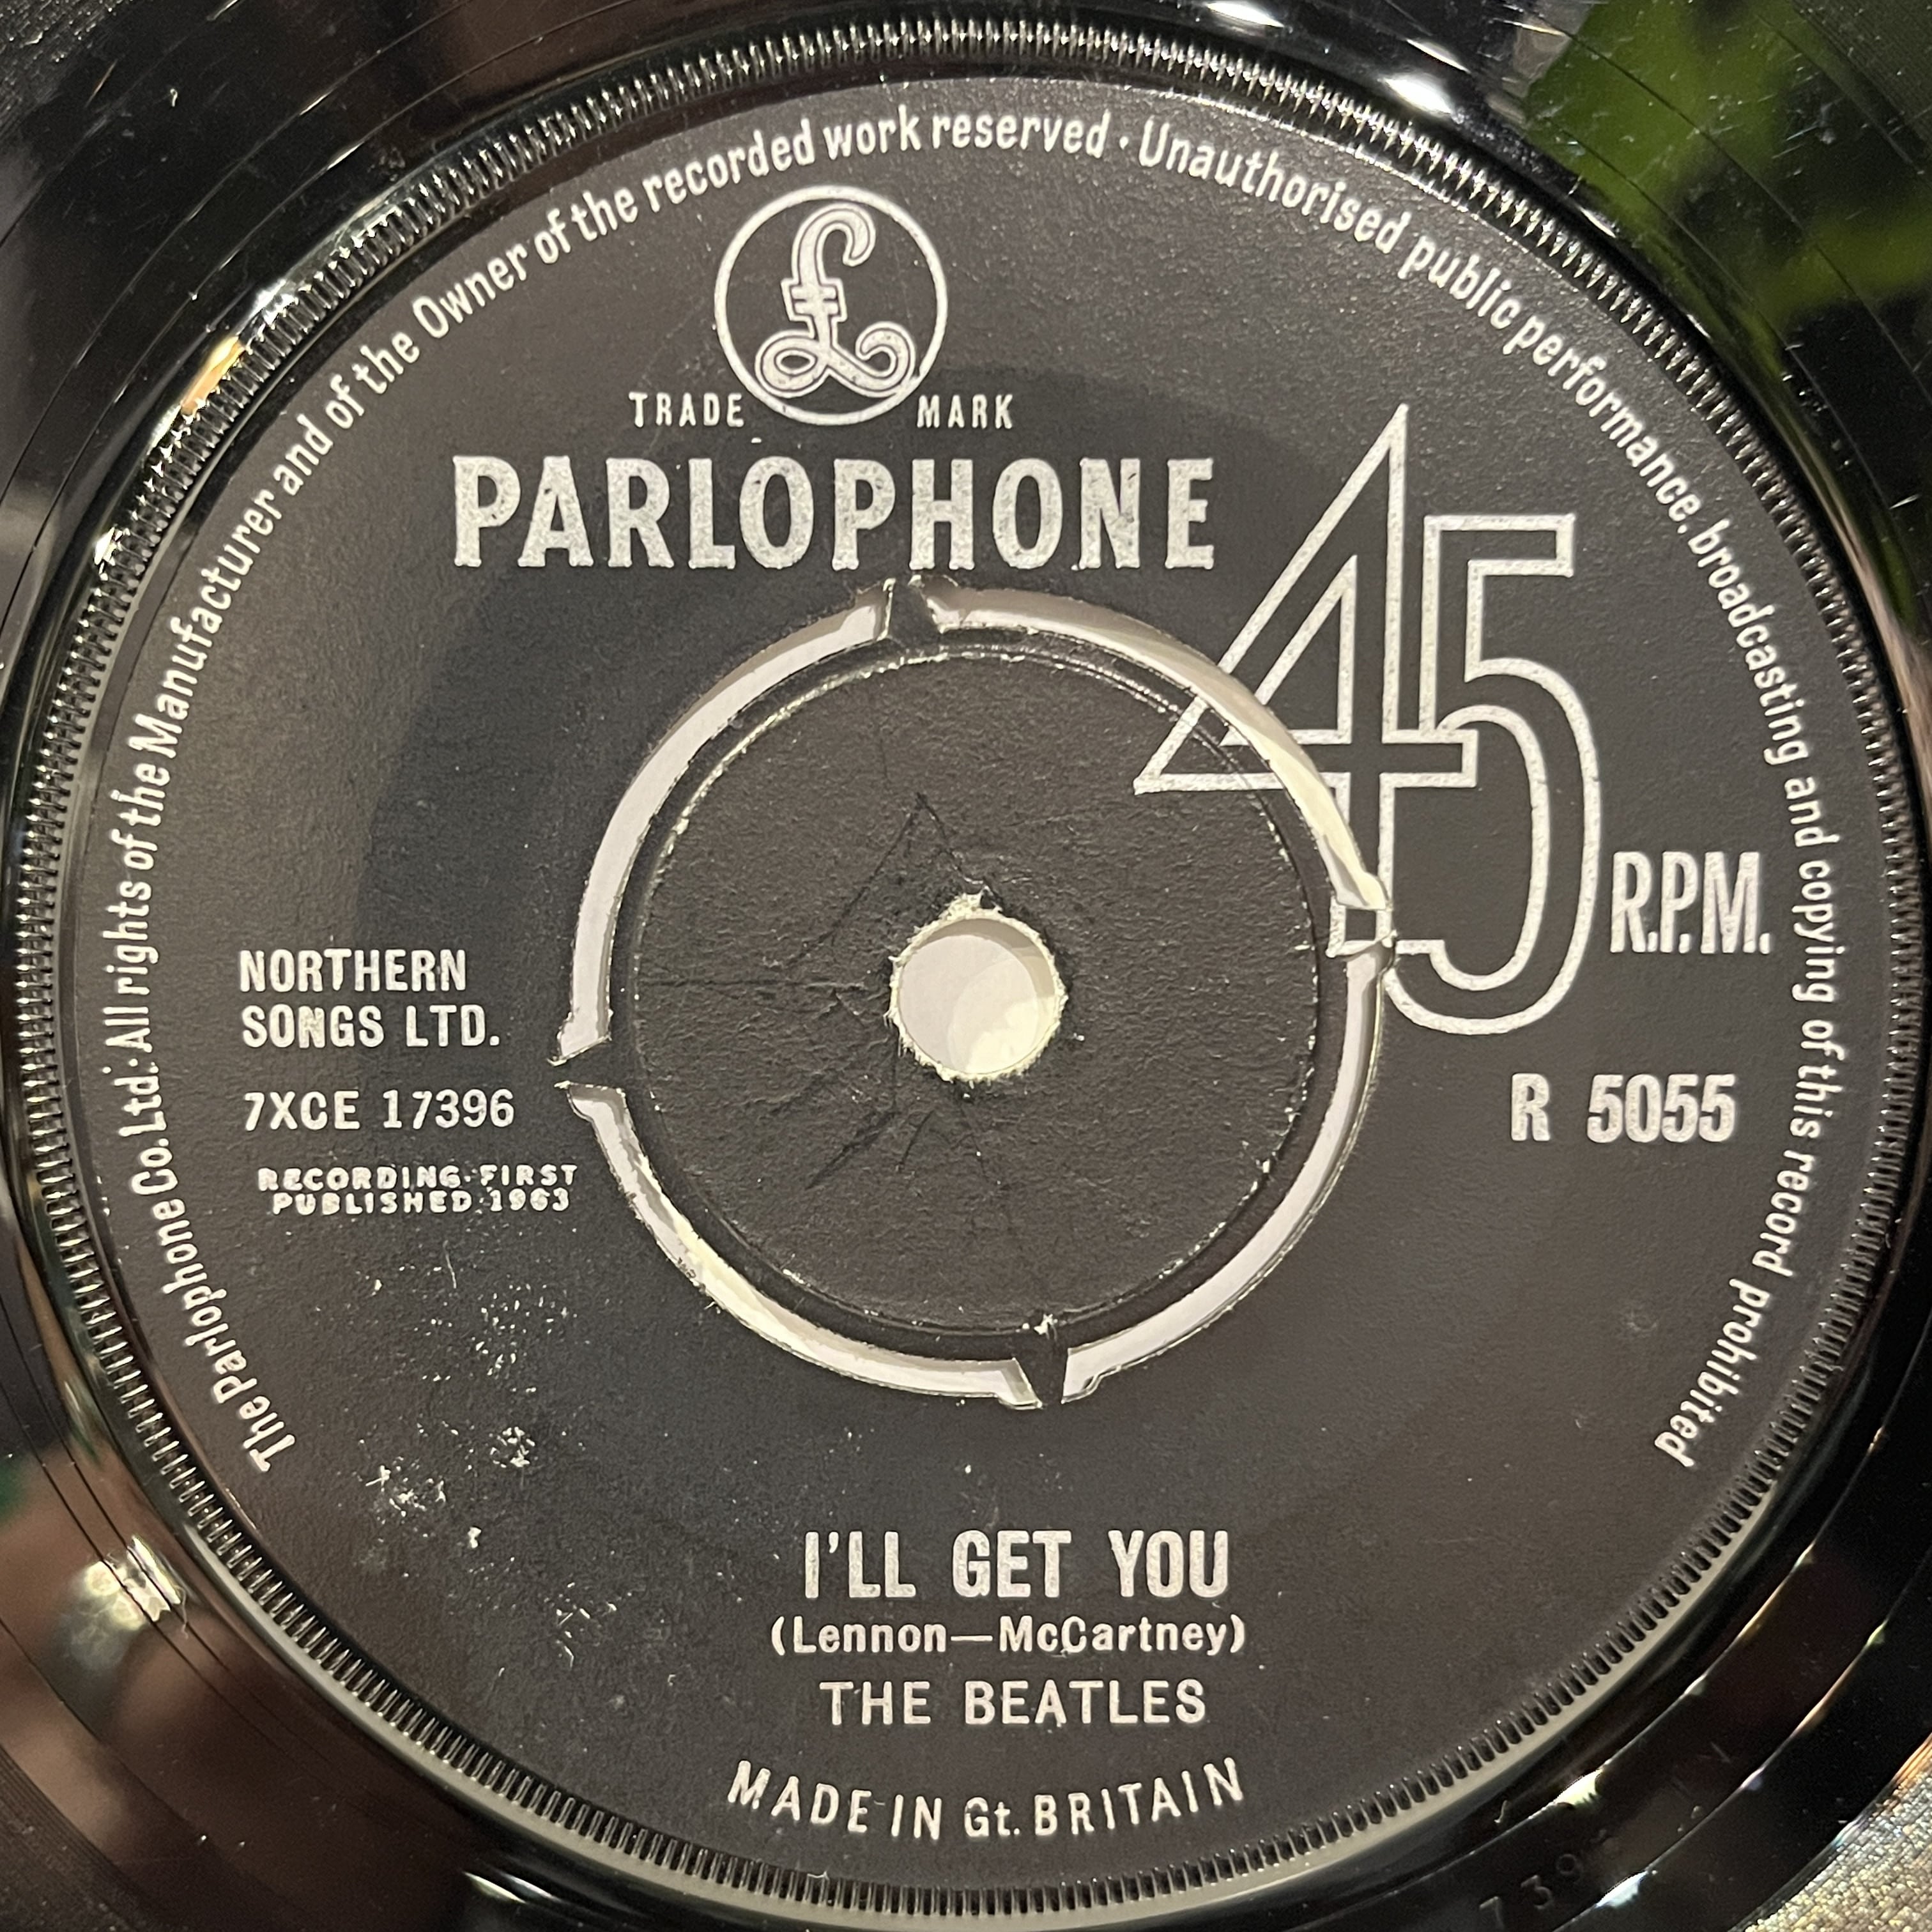 The Parlophone Co. Ltd. · All rights of the Manufacturer and of the Owner of the recorded work reserved · Unauthorised public performance, broadcasting and copying of this record prohibited
£
TRADE MARK
PARLOPHONE
45
R.P.M.
NORTHERN
SONGS LTD.
7XCE 17396
RECORDING FIRST
PUBLISHED 1963
R 5055
I'LL GET YOU
(Lennon—McCartney)
THE BEATLES
MADE IN Gt. BRITAIN
739